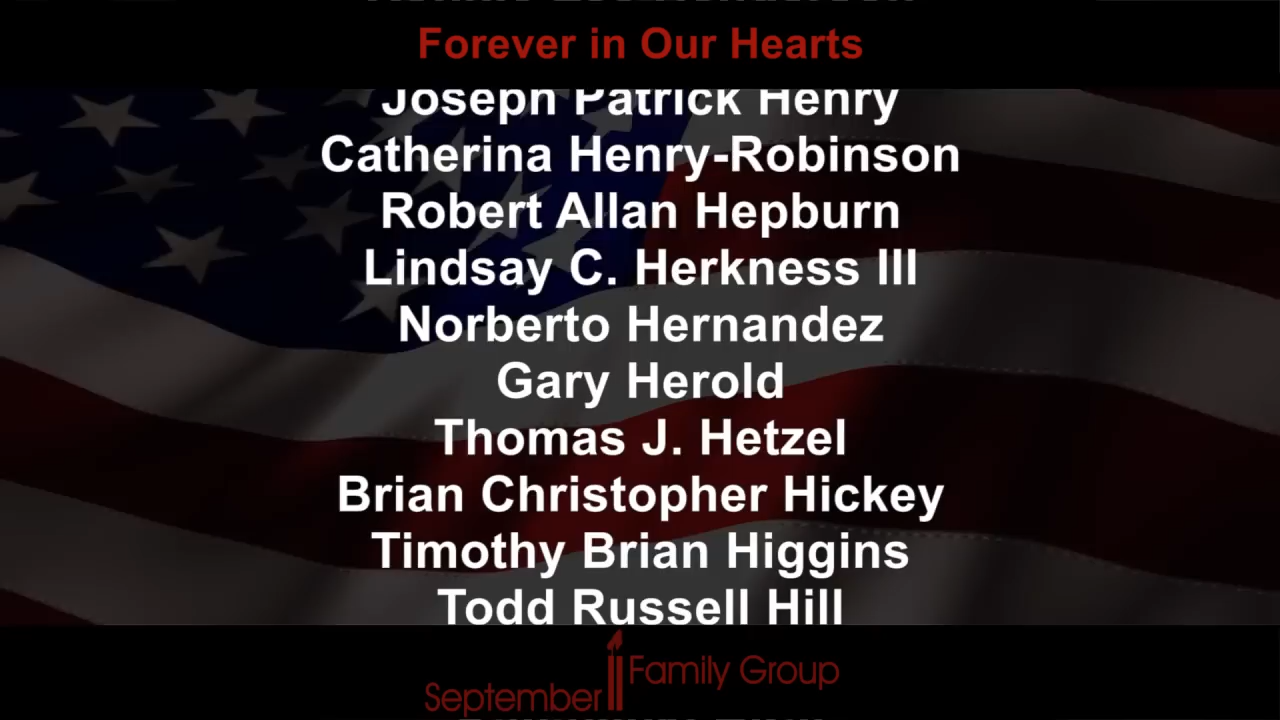 Forever in Our Hearts
Joseph Patrick Henry
Catherina Henry-Robinson
Robert Allan Hepburn
Lindsay C. Herkness III
Norberto Hernandez
Gary Herold
Thomas J. Hetzel
Brian Christopher Hickey
Timothy Brian Higgins
Todd Russell Hill
September 11 Family Group